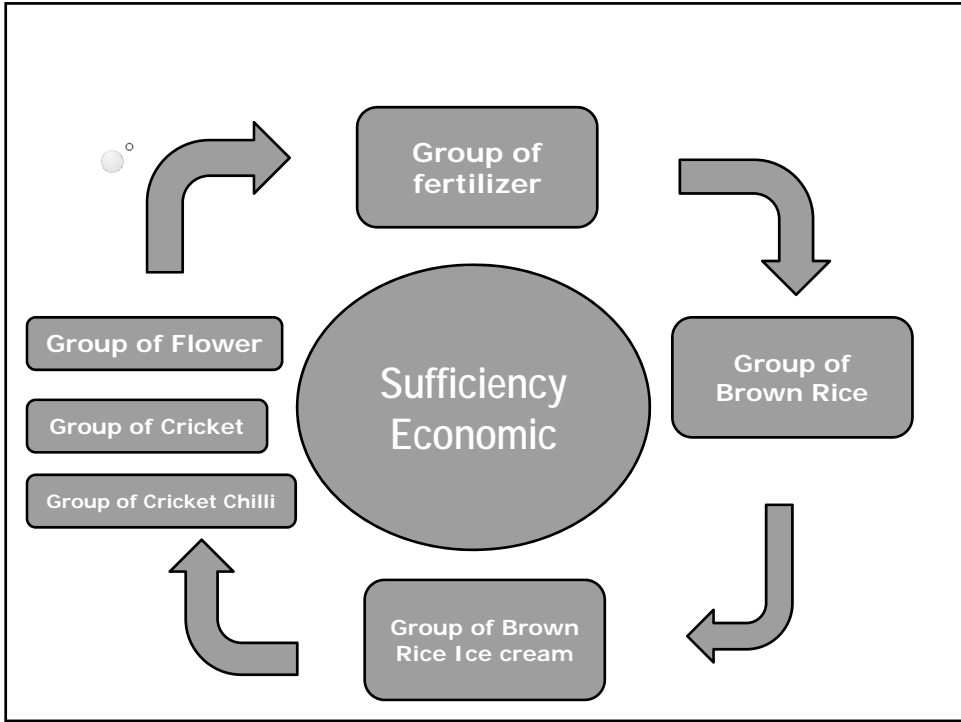 Group of
fertilizer
Group of Flower
Group of Cricket
Group of Cricket Chilli
Sufficiency
Economic
Group of
Brown Rice
Group of Brown
Rice Ice cream